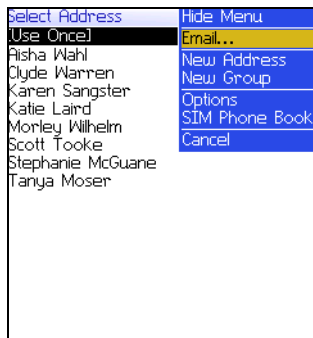 Select Address
[Use Once]
Aisha Wahl
Clyde Warren
Karen Sangster
Katie Laird
Morley Wilhelm
Scott Tooke
Stephanie McGuane
Tanya Moser
Hide Menu
Email...
New Address
New Group
Options
SIM Phone Book
Cancel